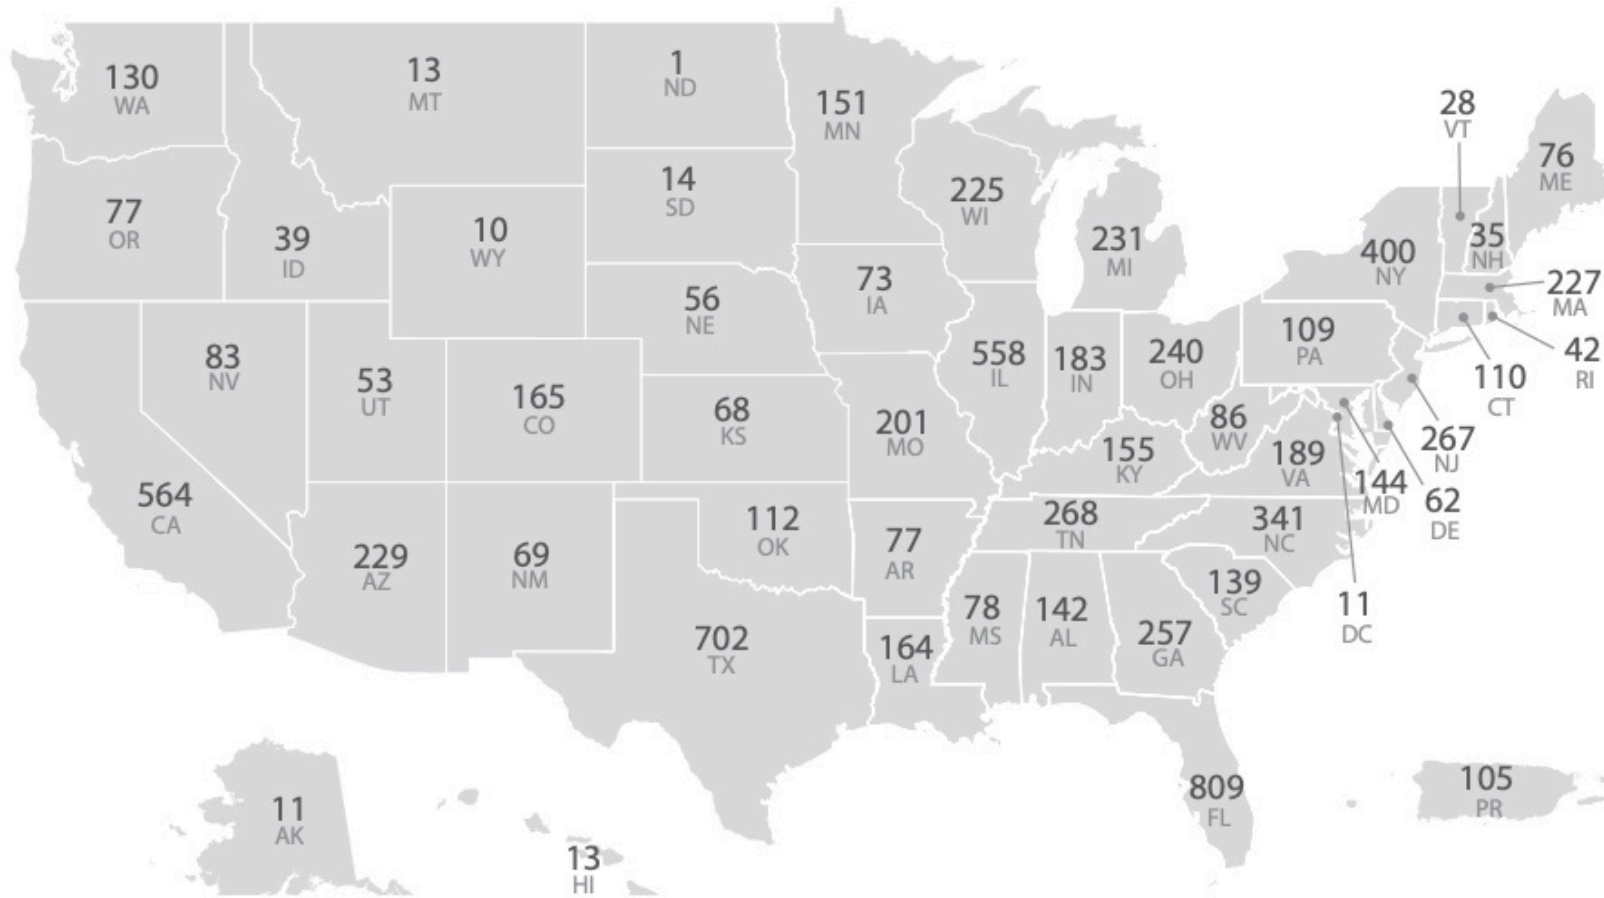 130
WA
13
MT
1
ND
151
MN
28
VT
76
ME
77
OR
39
ID
10
WY
14
SD
225
WI
231
MI
400
NY
35
NH
227
MA
83
NV
53
UT
165
CO
56
NE
73
IA
558
IL
183
IN
240
OH
109
PA
110
CT
42
RI
564
CA
68
KS
201
MO
155
KY
86
WV
189
VA
267
NJ
144
MD
62
DE
229
AZ
69
NM
112
OK
77
AR
268
TN
341
NC
139
SC
11
DC
702
TX
164
LA
78
MS
142
AL
257
GA
809
FL
105
PR
11
AK
13
HI